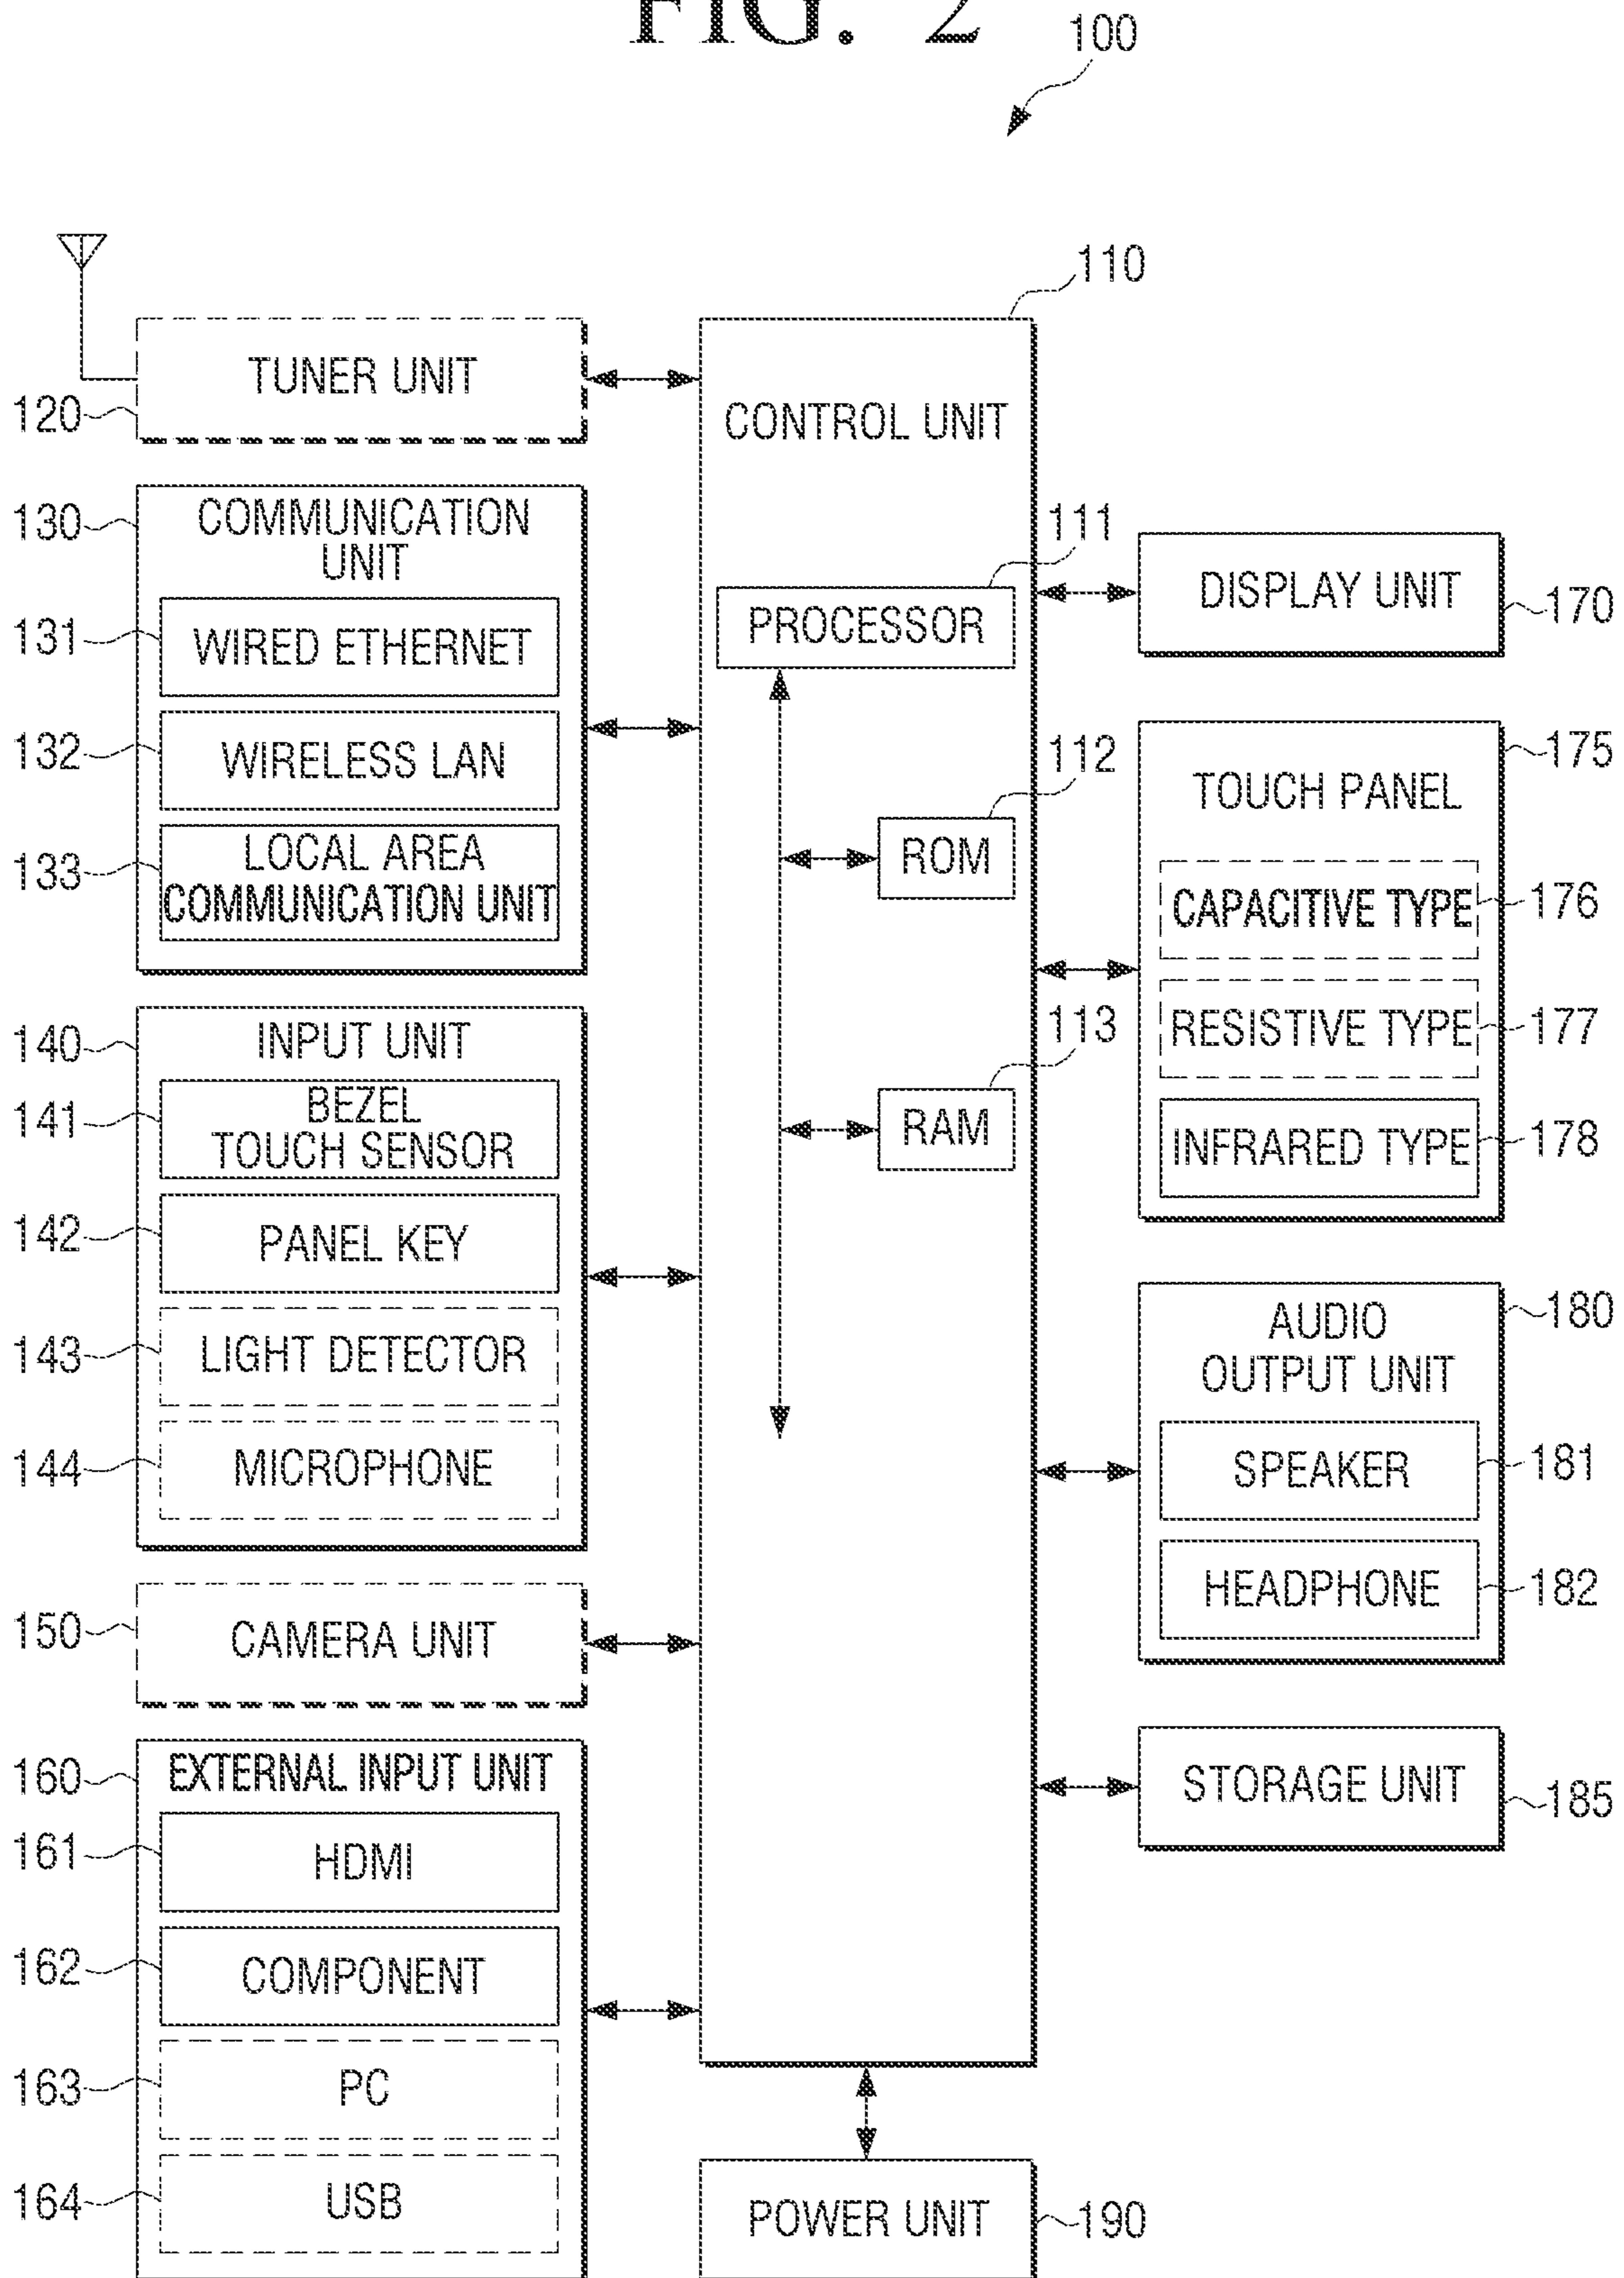 FIG. 2
100
110
TUNER UNIT
120
CONTROL UNIT
130
COMMUNICATION
UNIT
131
WIRED ETHERNET
132
WIRELESS LAN
133
LOCAL AREA
COMMUNICATION UNIT
111
PROCESSOR
112
ROM
113
RAM
DISPLAY UNIT
170
175
TOUCH PANEL
CAPACITIVE TYPE
176
RESISTIVE TYPE
177
INFRARED TYPE
178
140
INPUT UNIT
141
BEZEL
TOUCH SENSOR
142
PANEL KEY
143
LIGHT DETECTOR
144
MICROPHONE
180
AUDIO
OUTPUT UNIT
SPEAKER
181
HEADPHONE
182
150
CAMERA UNIT
STORAGE UNIT
185
160
EXTERNAL INPUT UNIT
161
HDMI
162
COMPONENT
163
PC
164
USB
POWER UNIT
190